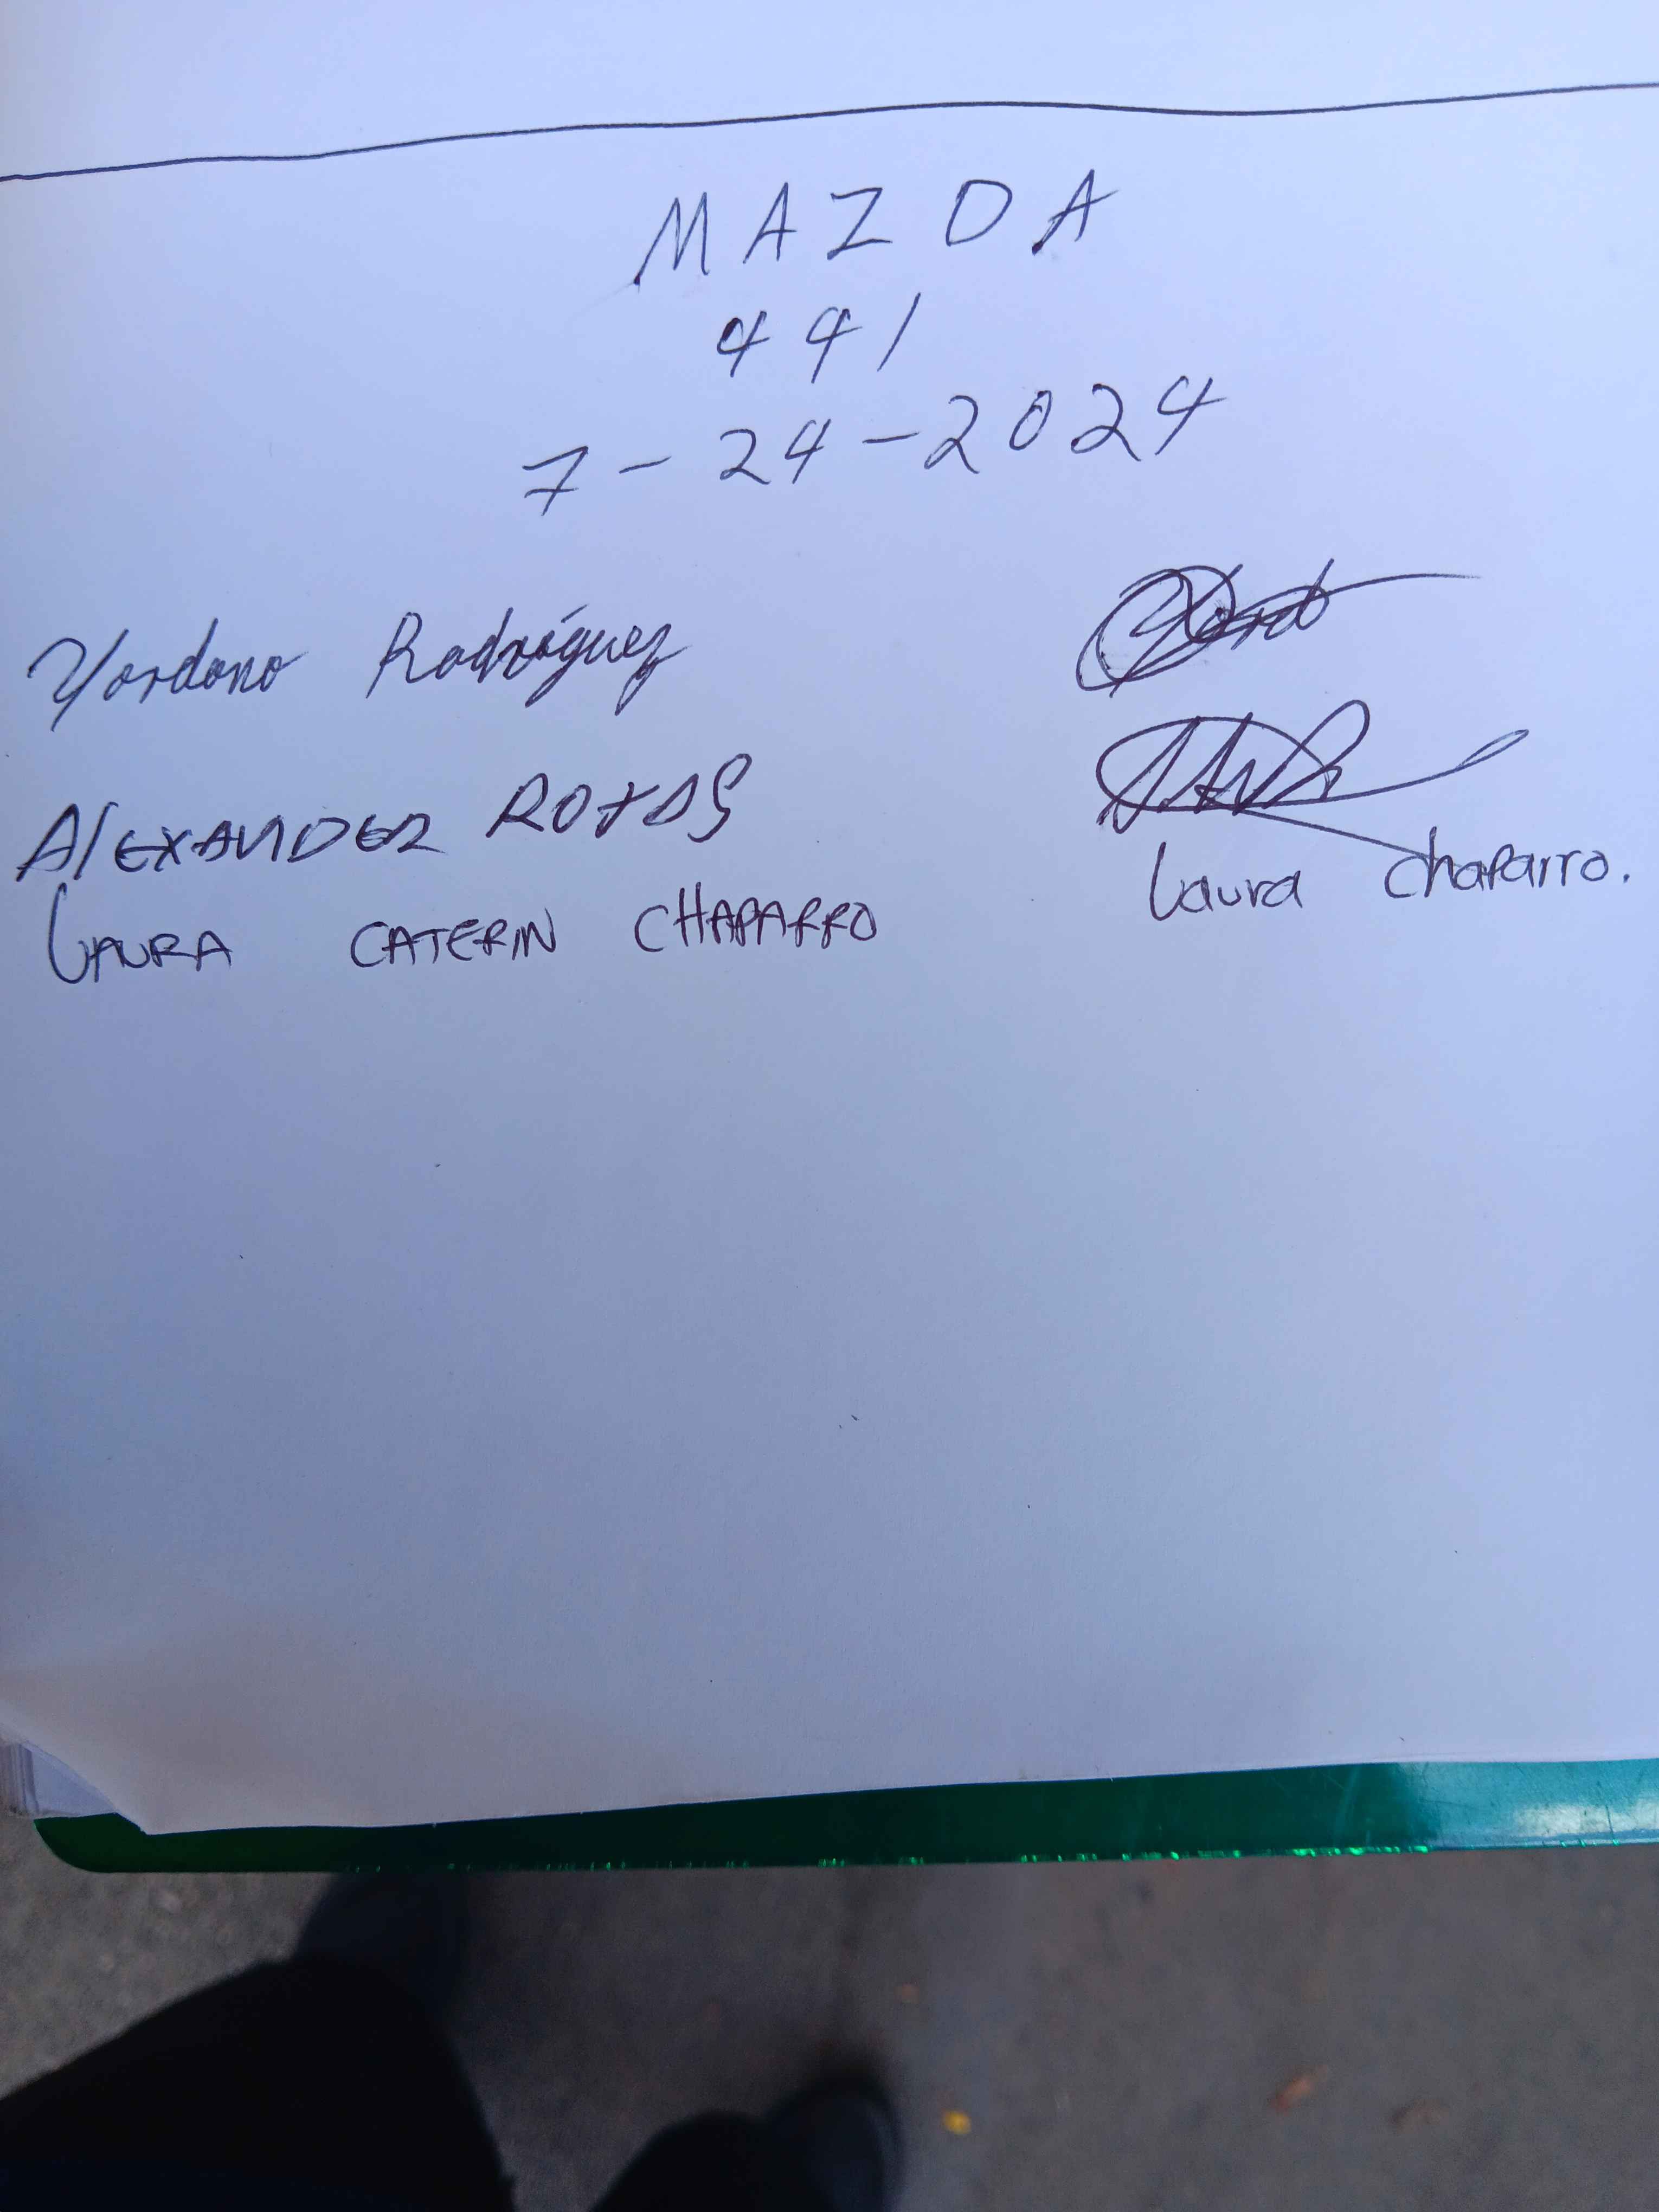 MAZDA
441
7-24-2024
Yordano Rodríguez
AlEXANDER ROJAS
LAURA CATERIN CHAPARRO
Laura Chaparro.